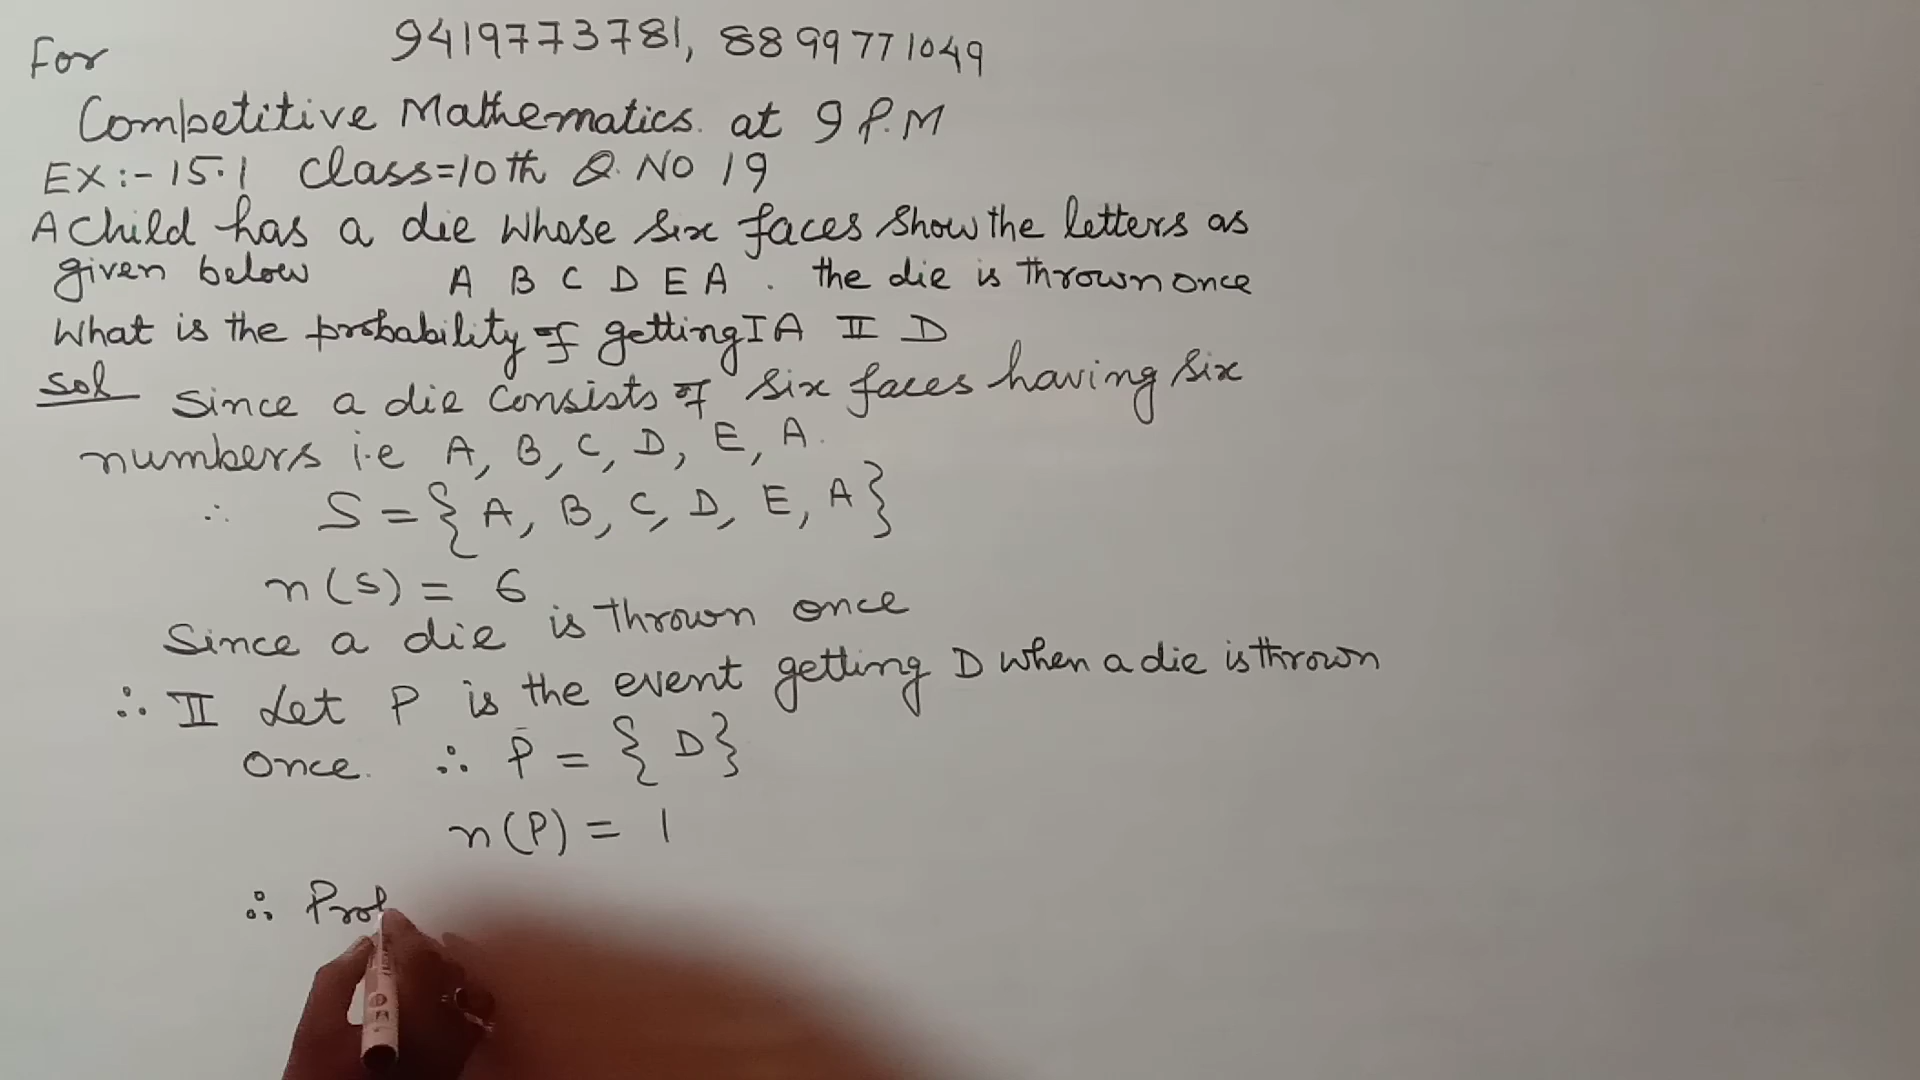 For 9419773781, 8899771049
Competitive Mathematics. at 9 P.M
EX:- 15.1 Class=10th Q. NO 19
A Child has a die whose six faces show the letters as
given below A B C D E A . the die is thrown once
What is the probability of getting I A II D
Sol Since a die consists of six faces having six
numbers i.e A, B, C, D, E, A.
∴ S = { A, B, C, D, E, A}
n(S) = 6
Since a die is thrown once
∴ II Let P is the event getting D when a die is thrown
once. ∴ P = { D}
n(P) = 1
∴ Prob